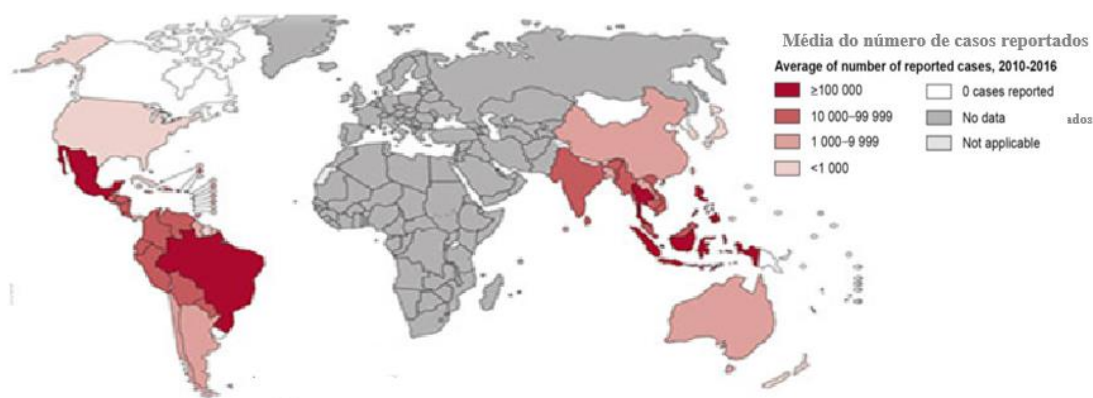 Média do número de casos reportados
Average of number of reported cases, 2010-2016
≥100 000
0 cases reported
10 000–99 999
No data
ados
1 000–9 999
Not applicable
<1 000